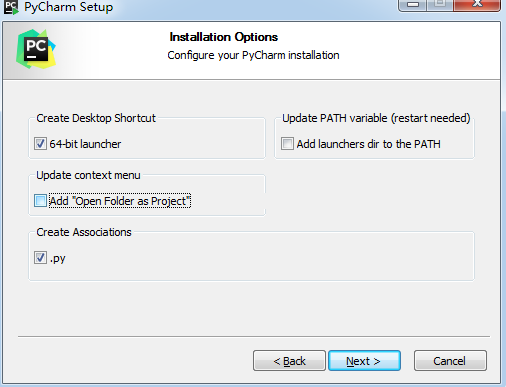 PyCharm Setup
PC
Installation Options
Configure your PyCharm installation
Create Desktop Shortcut
64-bit launcher
Update PATH variable (restart needed)
Add launchers dir to the PATH
Update context menu
Add "Open Folder as Project"
Create Associations
.py
< Back
Next >
Cancel